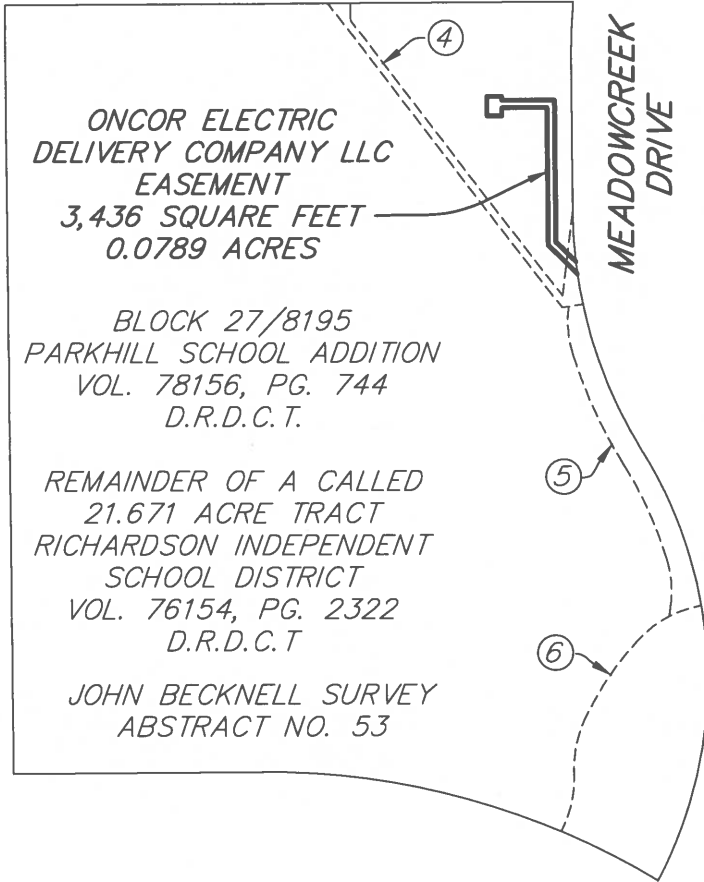 4
MEADOWCREEK
DRIVE
ONCOR ELECTRIC
DELIVERY COMPANY LLC
EASEMENT
3,436 SQUARE FEET
0.0789 ACRES
BLOCK 27/8195
PARKHILL SCHOOL ADDITION
VOL. 78156, PG. 744
D.R.D.C.T.
5
REMAINDER OF A CALLED
21.671 ACRE TRACT
RICHARDSON INDEPENDENT
SCHOOL DISTRICT
VOL. 76154, PG. 2322
D.R.D.C.T
6
JOHN BECKNELL SURVEY
ABSTRACT NO. 53